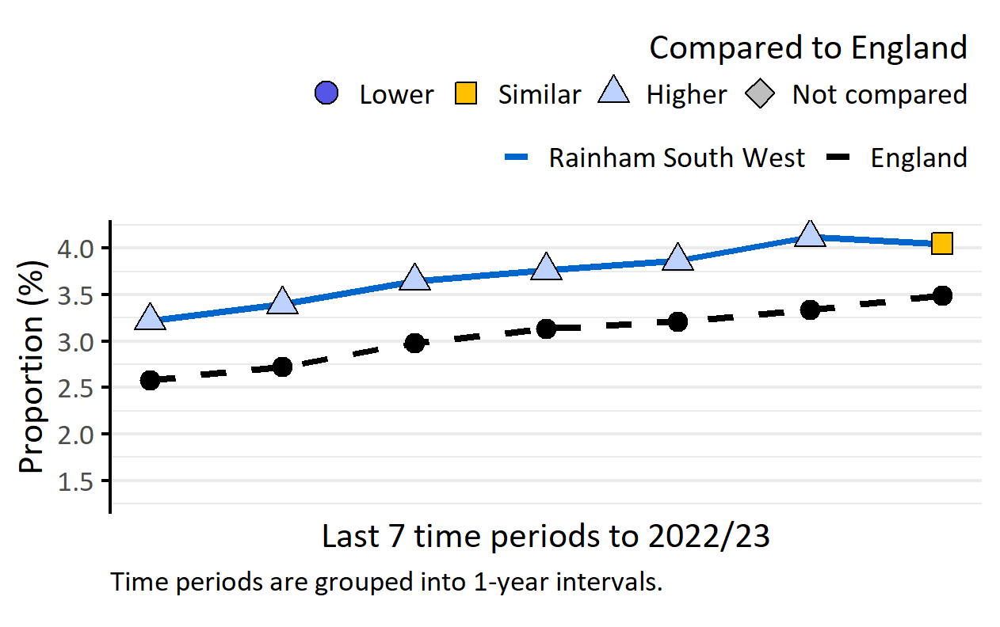 Compared to England
Lower Similar Higher Not compared
Rainham South West England
Proportion (%)
4.0
3.5
3.0
2.5
2.0
1.5
Last 7 time periods to 2022/23
Time periods are grouped into 1-year intervals.